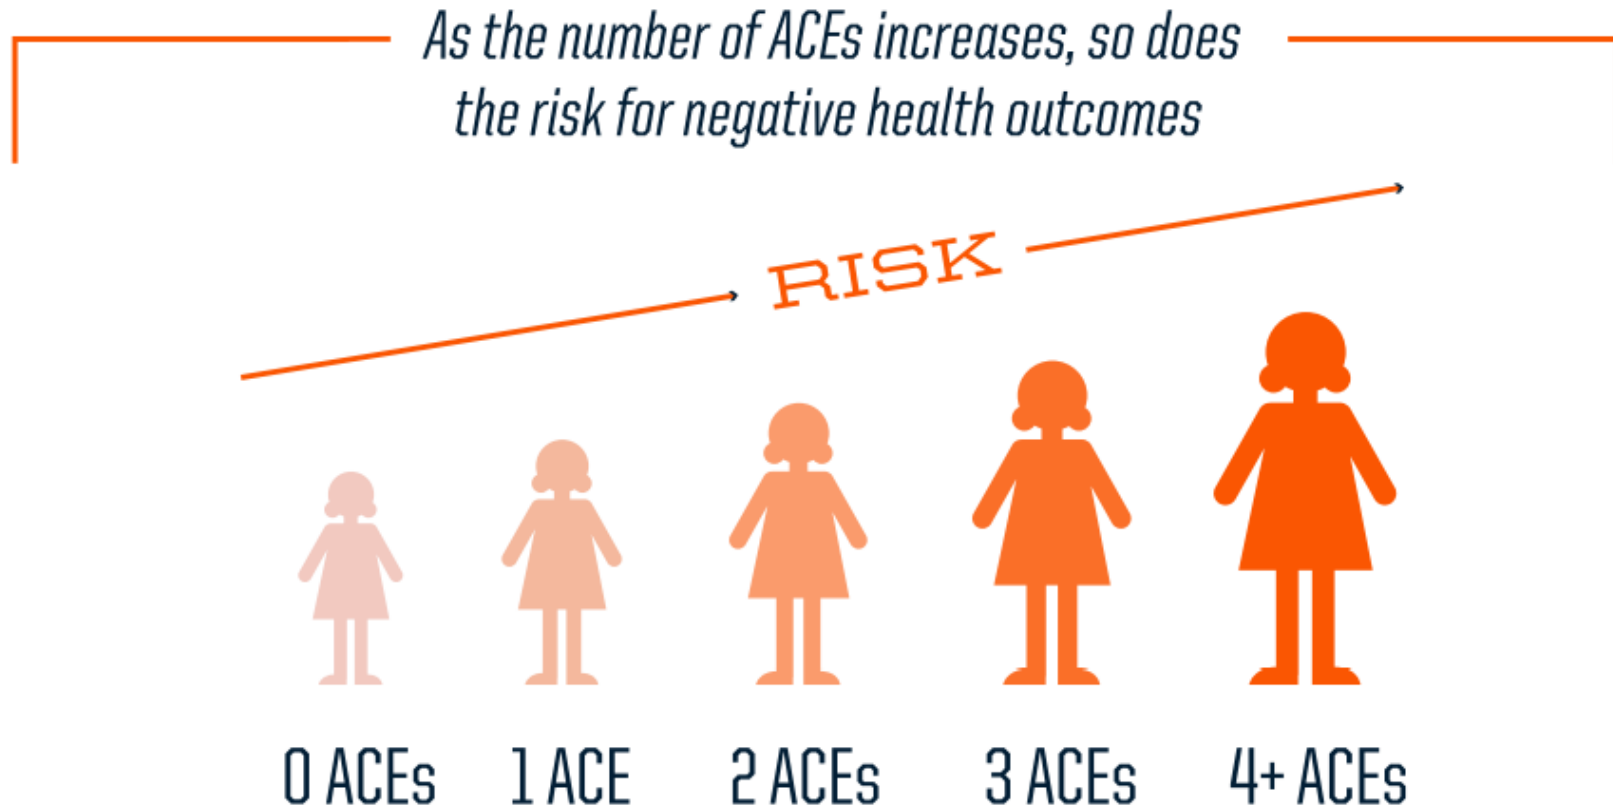 As the number of ACEs increases, so does
the risk for negative health outcomes
RISK
0 ACEs 1 ACE 2 ACEs 3 ACEs 4+ ACEs